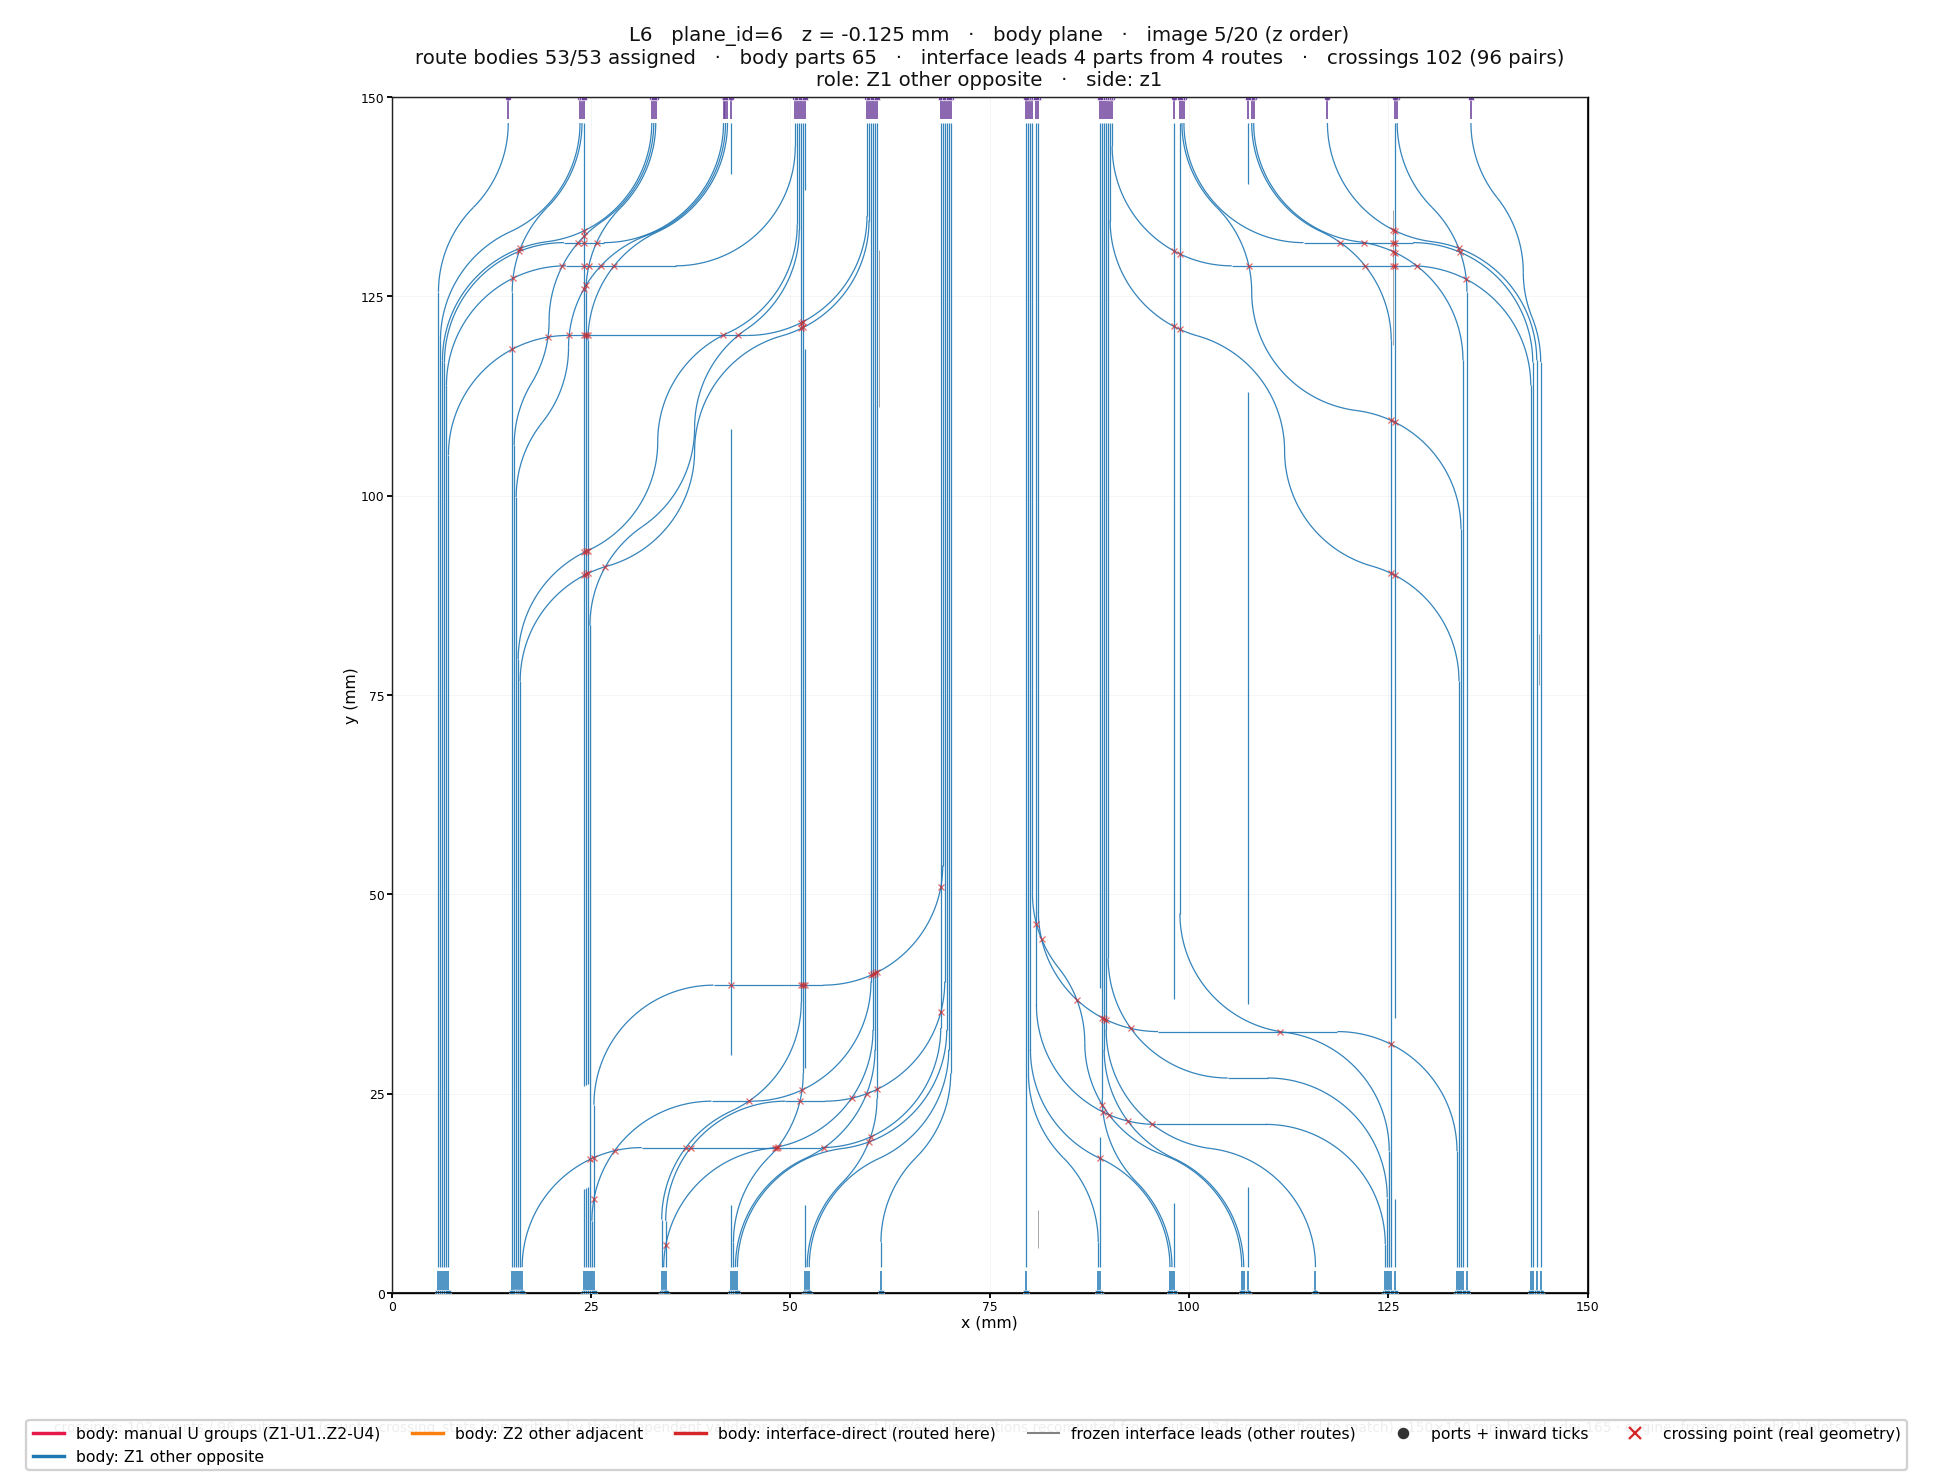 L6   plane_id=6   z = -0.125 mm   ·   body plane   ·   image 5/20 (z order)
route bodies 53/53 assigned   ·   body parts 65   ·   interface leads 4 parts from 4 routes   ·   crossings 102 (96 pairs)
role: Z1 other opposite   ·   side: z1
150
125
100
75
50
25
0
y (mm)
0 25 50 75 100 125 150
x (mm)
body: manual U groups (Z1-U1..Z2-U4) body: Z2 other adjacent body: interface-direct (routed here) frozen interface leads (other routes) ports + inward ticks crossing point (real geometry)
body: Z1 other opposite